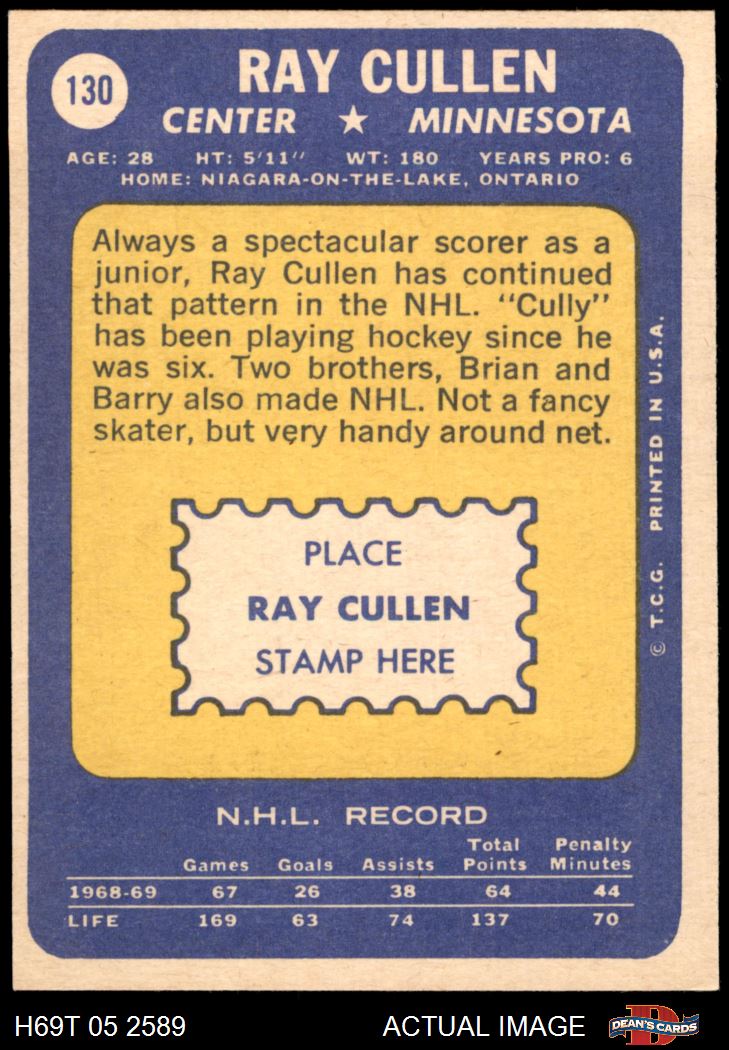 130
RAY CULLEN
CENTER ★ MINNESOTA
AGE: 28 HT: 5'11" WT: 180 YEARS PRO: 6
HOME: NIAGARA-ON-THE-LAKE, ONTARIO
Always a spectacular scorer as a
junior, Ray Cullen has continued
that pattern in the NHL. "Cully"
has been playing hockey since he
was six. Two brothers, Brian and
Barry also made NHL. Not a fancy
skater, but very handy around net.
PLACE
RAY CULLEN
STAMP HERE
© T.C.G. PRINTED IN U.S.A.
N.H.L. RECORD
Games Goals Assists Total Points Penalty Minutes
1968-69 67 26 38 64 44
LIFE 169 63 74 137 70
H69T 05 2589 ACTUAL IMAGE
D
DEAN'S CARDS